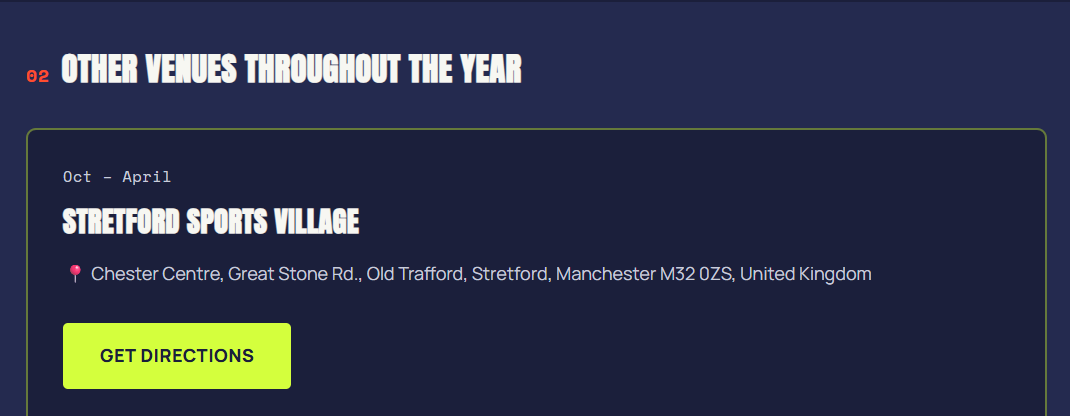 02 OTHER VENUES THROUGHOUT THE YEAR
Oct – April
STRETFORD SPORTS VILLAGE
📍 Chester Centre, Great Stone Rd., Old Trafford, Stretford, Manchester M32 0ZS, United Kingdom
GET DIRECTIONS